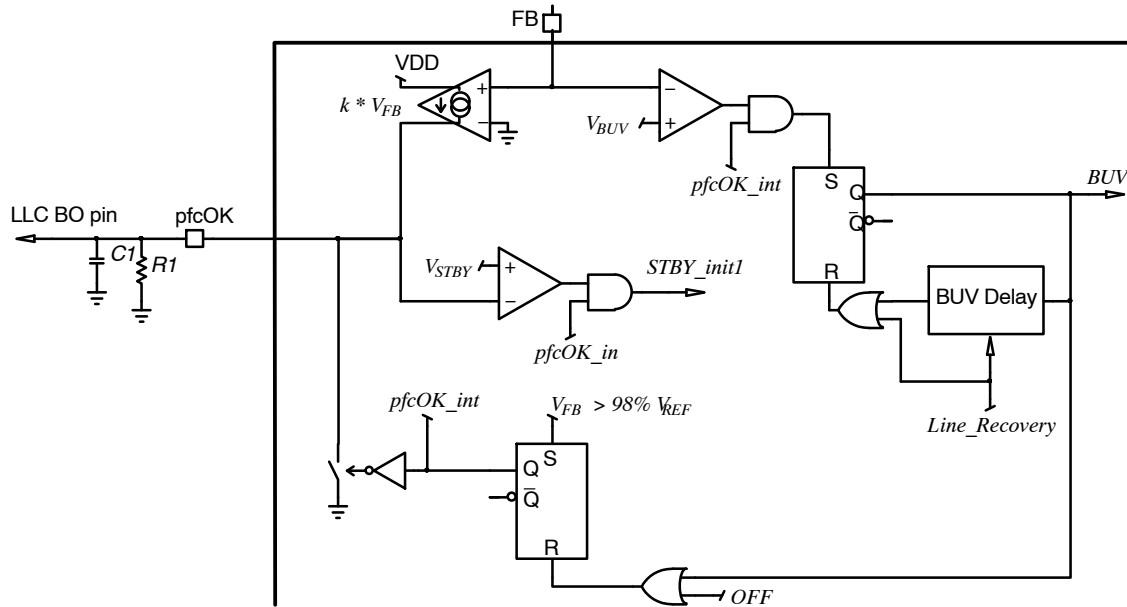 FB
VDD
k * V_FB
+
−
−
+
V_BUV
pfcOK_int
S
Q
Q̅
R
BUV
LLC BO pin
pfcOK
C1
R1
V_STBY
+
−
STBY_init1
pfcOK_in
BUV Delay
Line_Recovery
pfcOK_int
V_FB > 98% V_REF
S
Q
Q̅
R
OFF